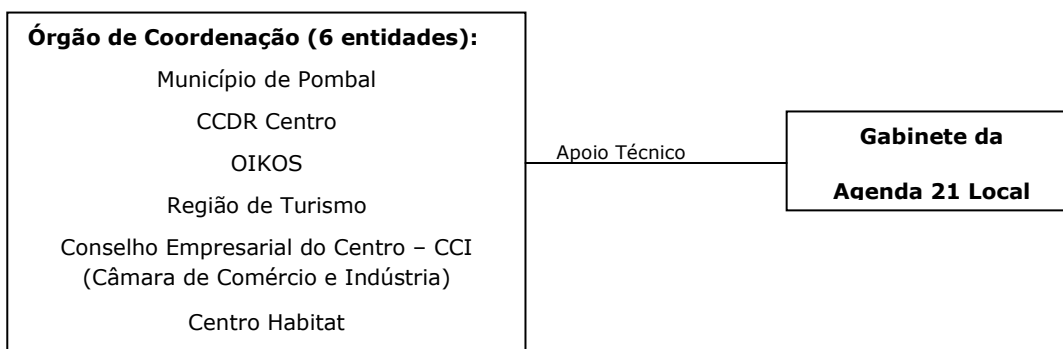 Órgão de Coordenação (6 entidades):
Município de Pombal
CCDR Centro
OIKOS
Região de Turismo
Conselho Empresarial do Centro – CCI
(Câmara de Comércio e Indústria)
Centro Habitat
Apoio Técnico
Gabinete da
Agenda 21 Local